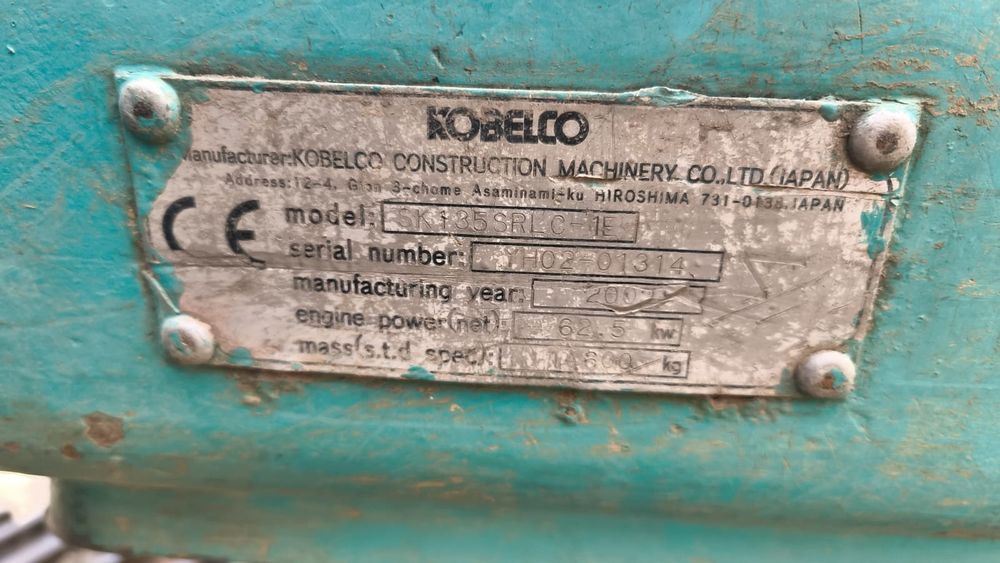 KOBELCO
Manufacturer:KOBELCO CONSTRUCTION MACHINERY CO.,LTD.(JAPAN)
Address:12-4, Gion 3-chome Asaminami-ku HIROSHIMA 731-0138,JAPAN
CE
model: SK135SRLC-1E
serial number: YH02-01314
manufacturing year:
engine power(net): 62.5 kw
mass(s.t.d spec.): kg